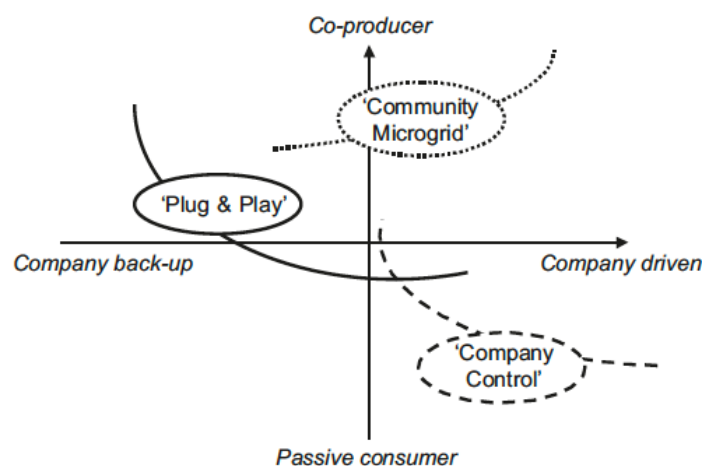 Co-producer
‘Community
Microgrid’
‘Plug & Play’
Company back-up
Company driven
‘Company
Control’
Passive consumer